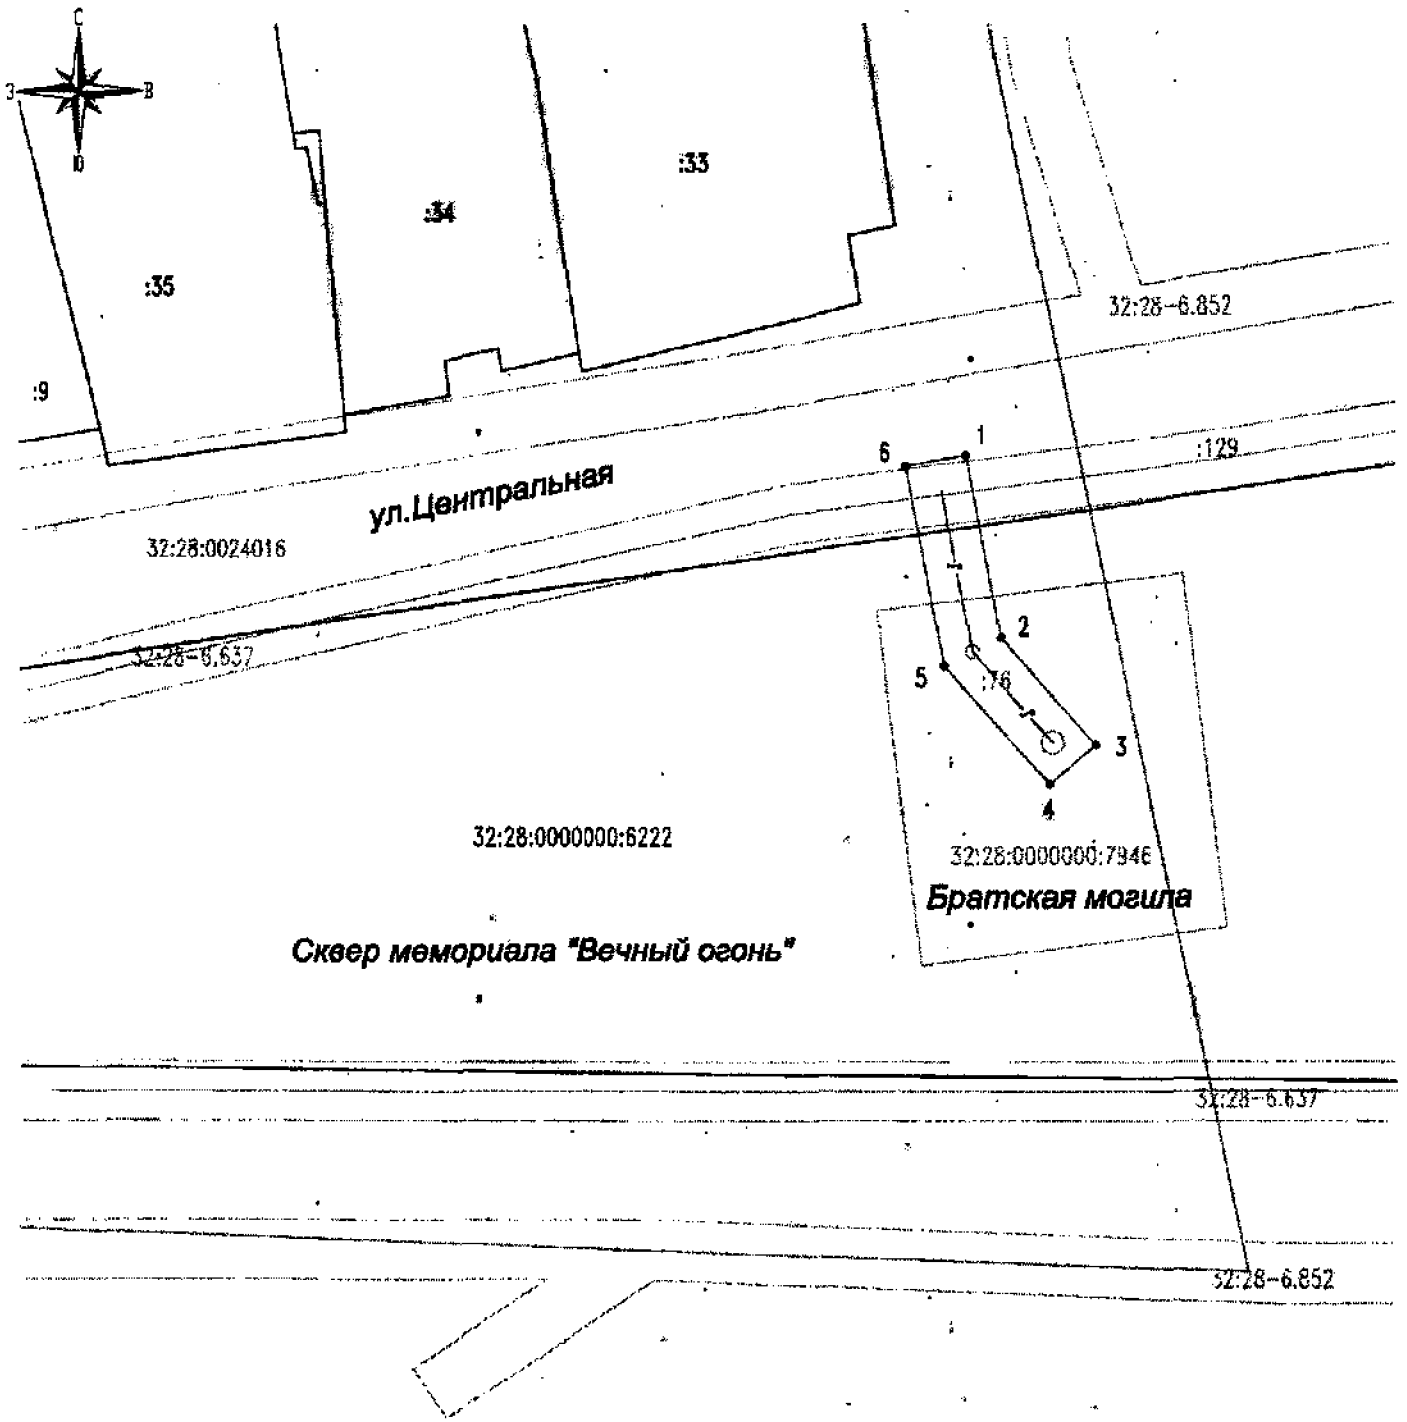 С
З
В
Ю
:33
:34
:35
32:28-6.852
:9
6
1
:129
ул.Центральная
32:28:0024016
2
32:28-6.637
5
:76
3
4
32:28:0000000:6222
32:28:0000000:7946
Братская могила
Сквер мемориала "Вечный огонь"
32:28-6.637
32:28-6.852